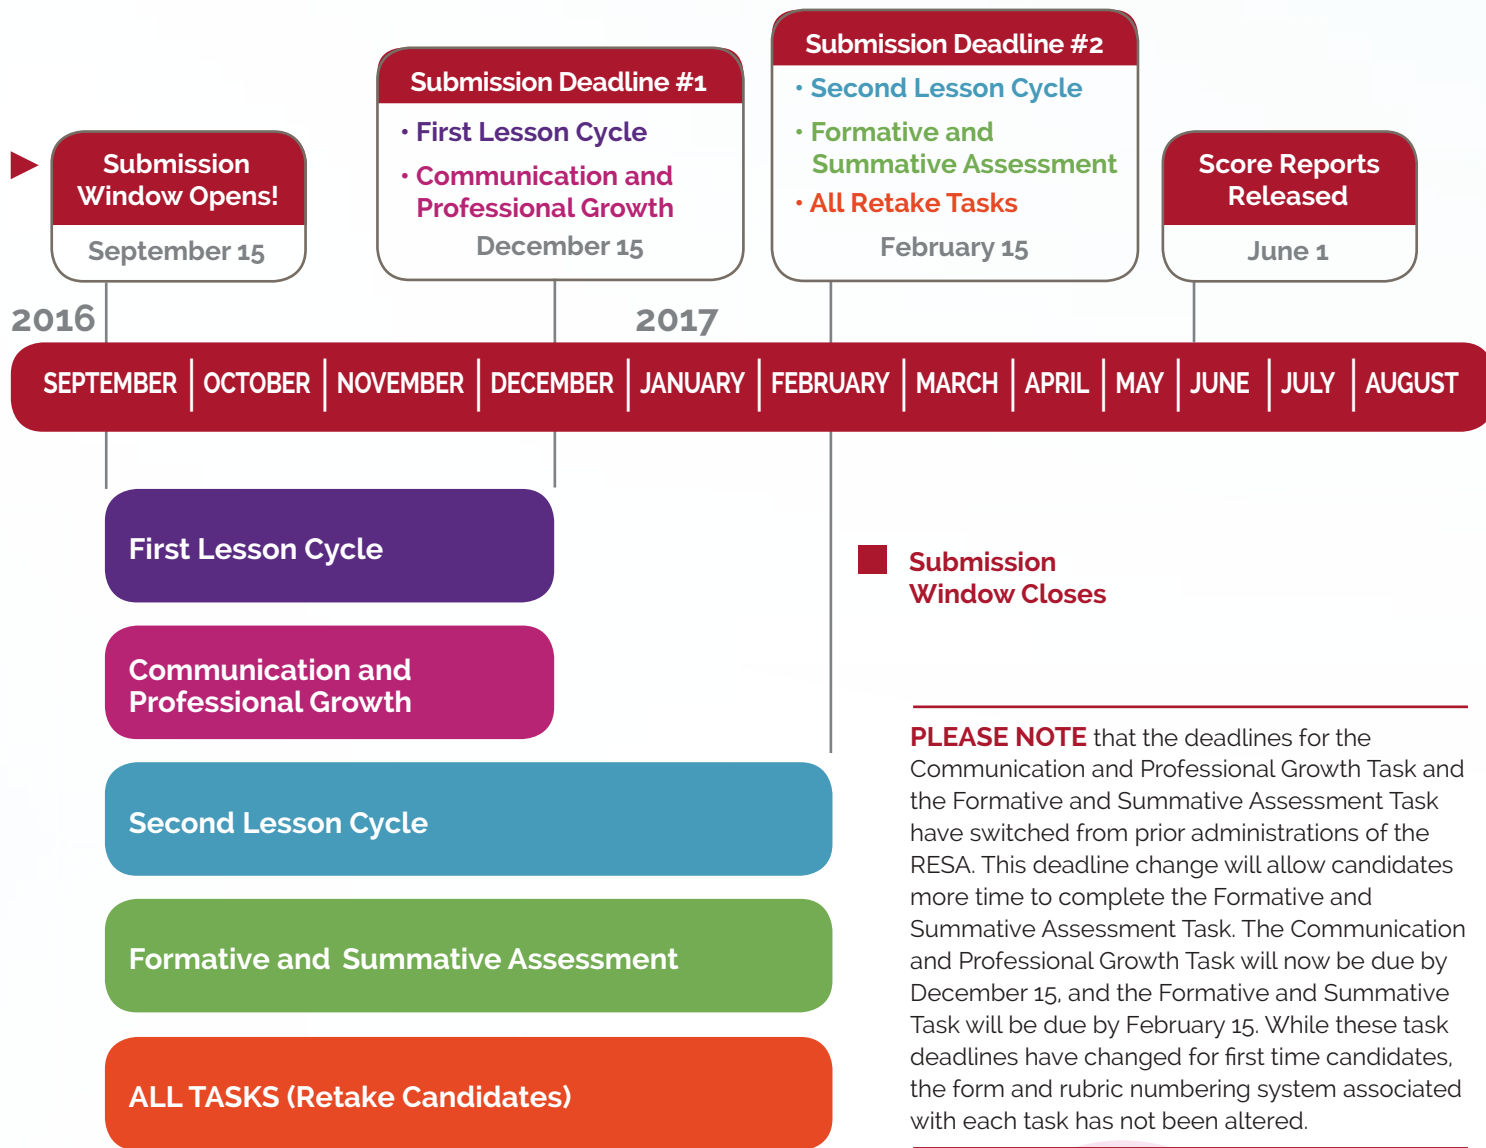 Submission
Window Opens!
September 15
Submission Deadline #1
• First Lesson Cycle
• Communication and
Professional Growth
December 15
Submission Deadline #2
• Second Lesson Cycle
• Formative and
Summative Assessment
• All Retake Tasks
February 15
Score Reports
Released
June 1
2016
2017
SEPTEMBER
OCTOBER
NOVEMBER
DECEMBER
JANUARY
FEBRUARY
MARCH
APRIL
MAY
JUNE
JULY
AUGUST
First Lesson Cycle
Communication and
Professional Growth
Second Lesson Cycle
Formative and Summative Assessment
ALL TASKS (Retake Candidates)
Submission
Window Closes
PLEASE NOTE that the deadlines for the
Communication and Professional Growth Task and
the Formative and Summative Assessment Task
have switched from prior administrations of the
RESA. This deadline change will allow candidates
more time to complete the Formative and
Summative Assessment Task. The Communication
and Professional Growth Task will now be due by
December 15, and the Formative and Summative
Task will be due by February 15. While these task
deadlines have changed for first time candidates,
the form and rubric numbering system associated
with each task has not been altered.